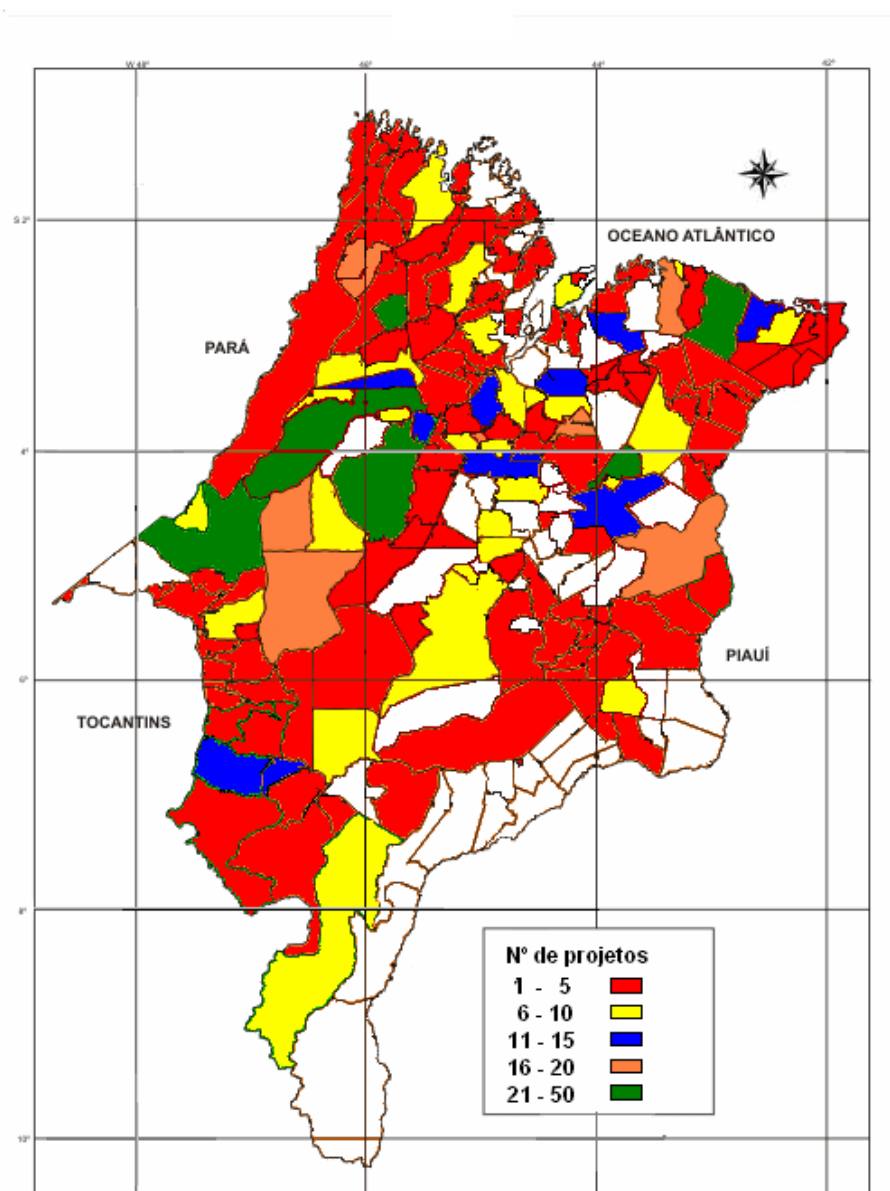 W 48°
46°
44°
42°
S 2°
OCEANO ATLÂNTICO
PARÁ
4°
PIAUÍ
6°
TOCANTINS
8°
Nº de projetos
1 - 5
6 - 10
11 - 15
16 - 20
21 - 50
10°